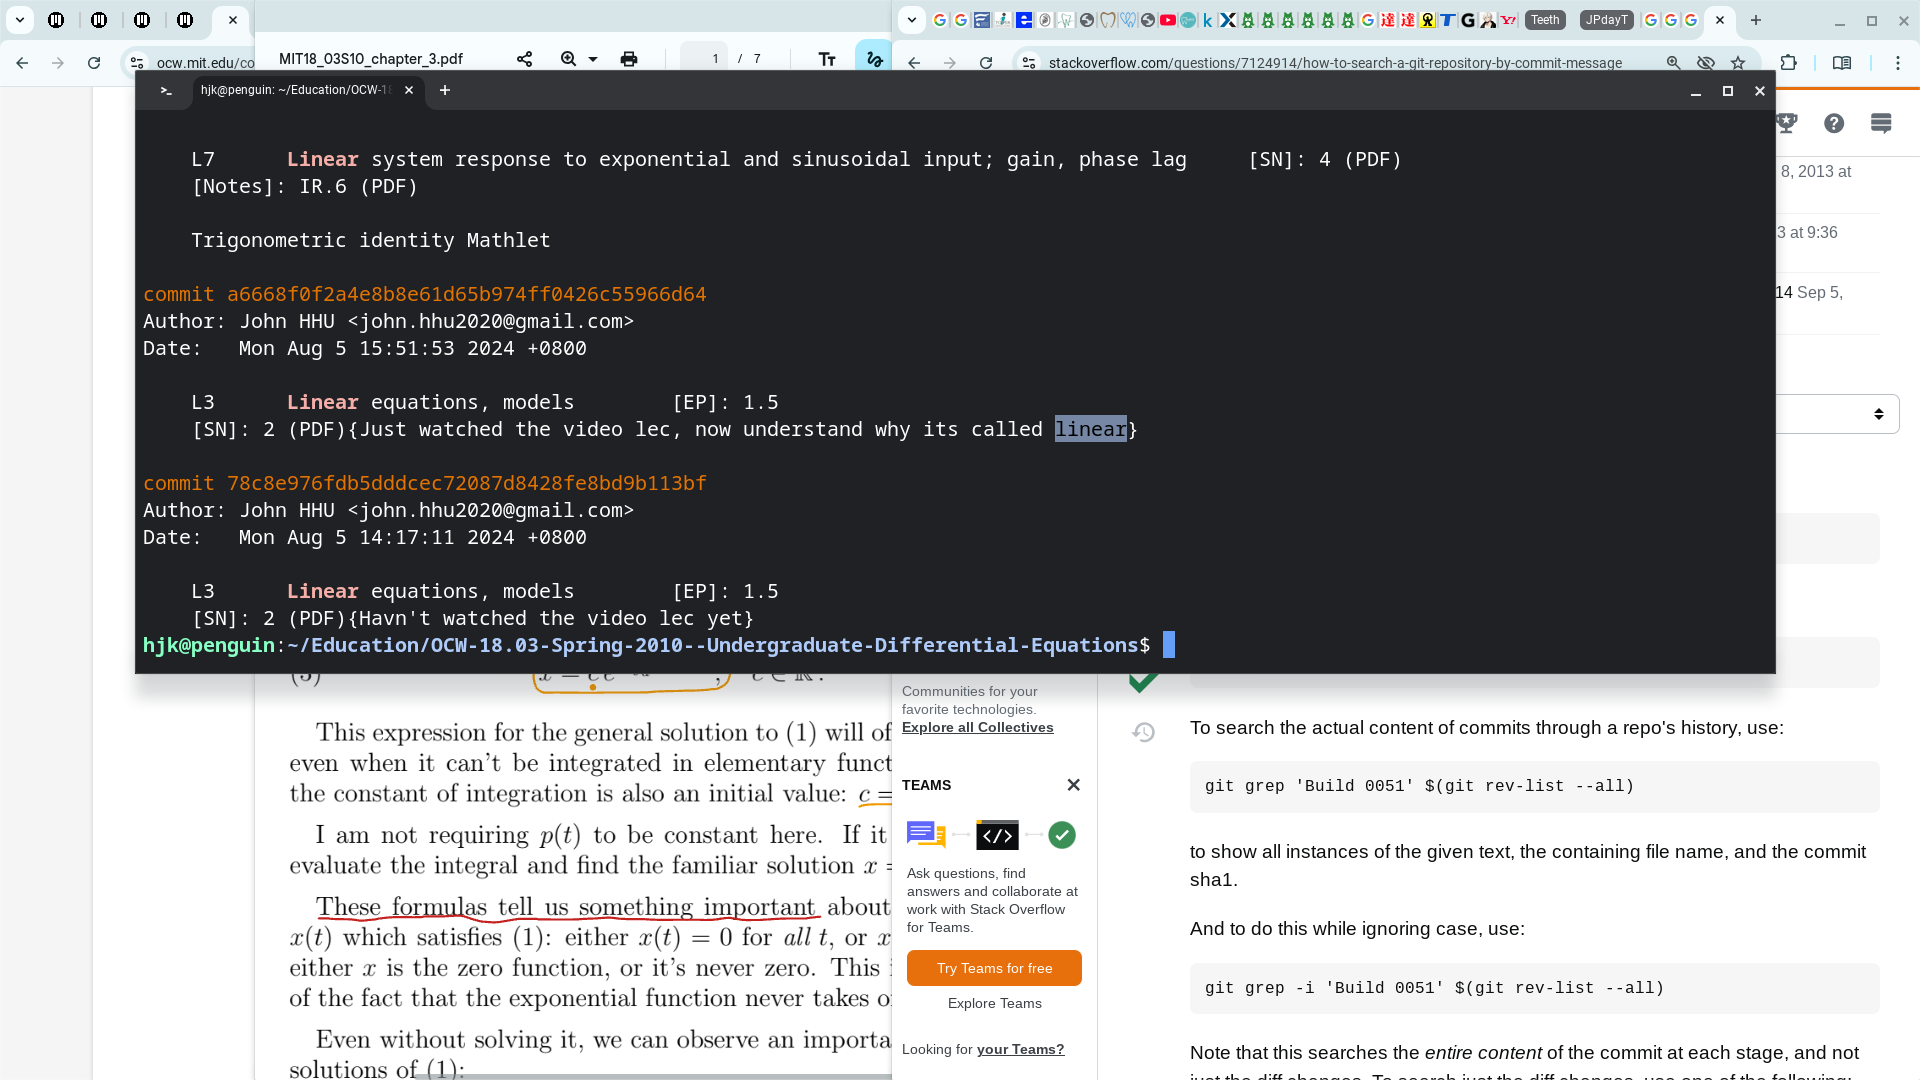 Teeth
JPdayT
ocw.mit.edu/co
MIT18_03S10_chapter_3.pdf
1 / 7
stackoverflow.com/questions/7124914/how-to-search-a-git-repository-by-commit-message
hjk@penguin: ~/Education/OCW-18
L7 Linear system response to exponential and sinusoidal input; gain, phase lag [SN]: 4 (PDF)
[Notes]: IR.6 (PDF)
Trigonometric identity Mathlet
commit a6668f0f2a4e8b8e61d65b974ff0426c55966d64
Author: John HHU <john.hhu2020@gmail.com>
Date: Mon Aug 5 15:51:53 2024 +0800
L3 Linear equations, models [EP]: 1.5
[SN]: 2 (PDF){Just watched the video lec, now understand why its called linear}
commit 78c8e976fdb5dddcec72087d8428fe8bd9b113bf
Author: John HHU <john.hhu2020@gmail.com>
Date: Mon Aug 5 14:17:11 2024 +0800
L3 Linear equations, models [EP]: 1.5
[SN]: 2 (PDF){Havn't watched the video lec yet}
hjk@penguin:~/Education/OCW-18.03-Spring-2010--Undergraduate-Differential-Equations$
8, 2013 at
3 at 9:36
14 Sep 5,
This expression for the general solution to (1) will of
even when it can't be integrated in elementary funct
the constant of integration is also an initial value: c =
I am not requiring p(t) to be constant here. If it
evaluate the integral and find the familiar solution x =
These formulas tell us something important about
x(t) which satisfies (1): either x(t) = 0 for all t, or x
either x is the zero function, or it's never zero. This i
of the fact that the exponential function never takes o
Even without solving it, we can observe an importa
solutions of (1):
Communities for your
favorite technologies.
Explore all Collectives
TEAMS
Ask questions, find
answers and collaborate at
work with Stack Overflow
for Teams.
Try Teams for free
Explore Teams
Looking for your Teams?
To search the actual content of commits through a repo's history, use:
git grep 'Build 0051' $(git rev-list --all)
to show all instances of the given text, the containing file name, and the commit
sha1.
And to do this while ignoring case, use:
git grep -i 'Build 0051' $(git rev-list --all)
Note that this searches the entire content of the commit at each stage, and not
just the diff changes. To search just the diff changes, use one of the following: